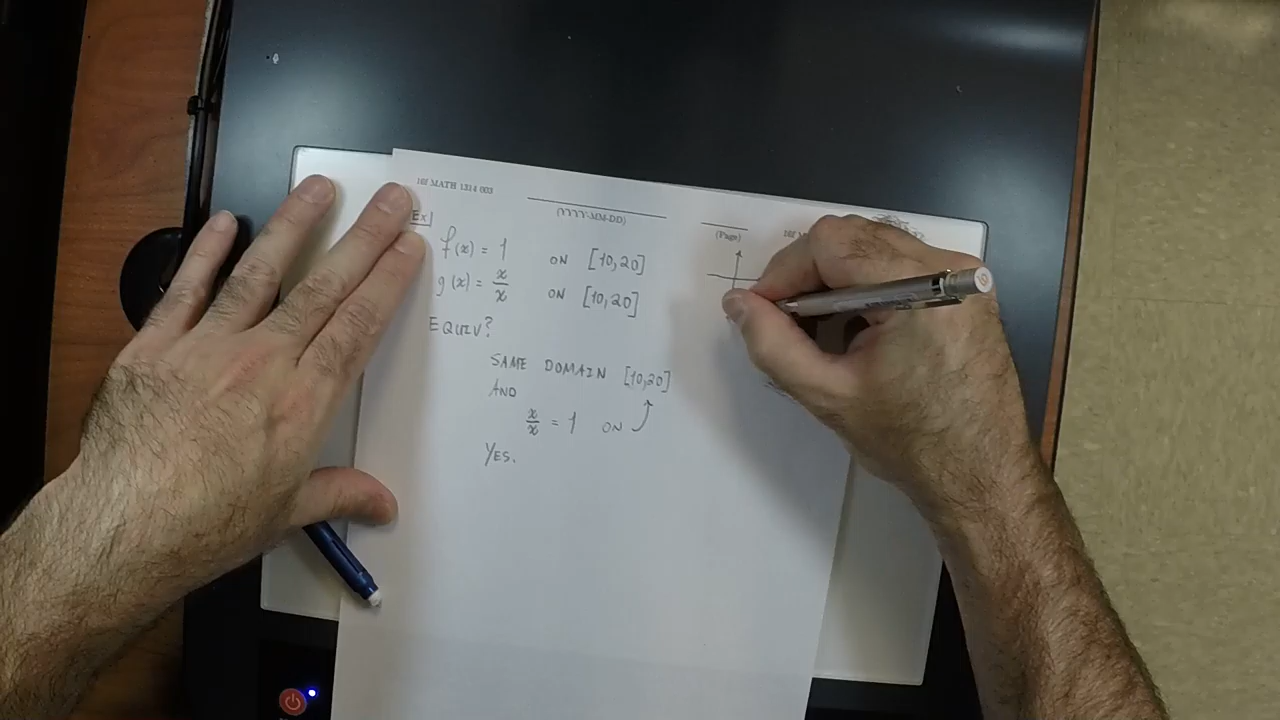 102 MATH 1314 003
(YYYY-MM-DD)
(Page)
Ex]
f(x) = 1 ON [10,20]
g(x) = x/x ON [10,20]
EQUIV?
SAME DOMAIN [10,20]
AND
x/x = 1 ON
YES.